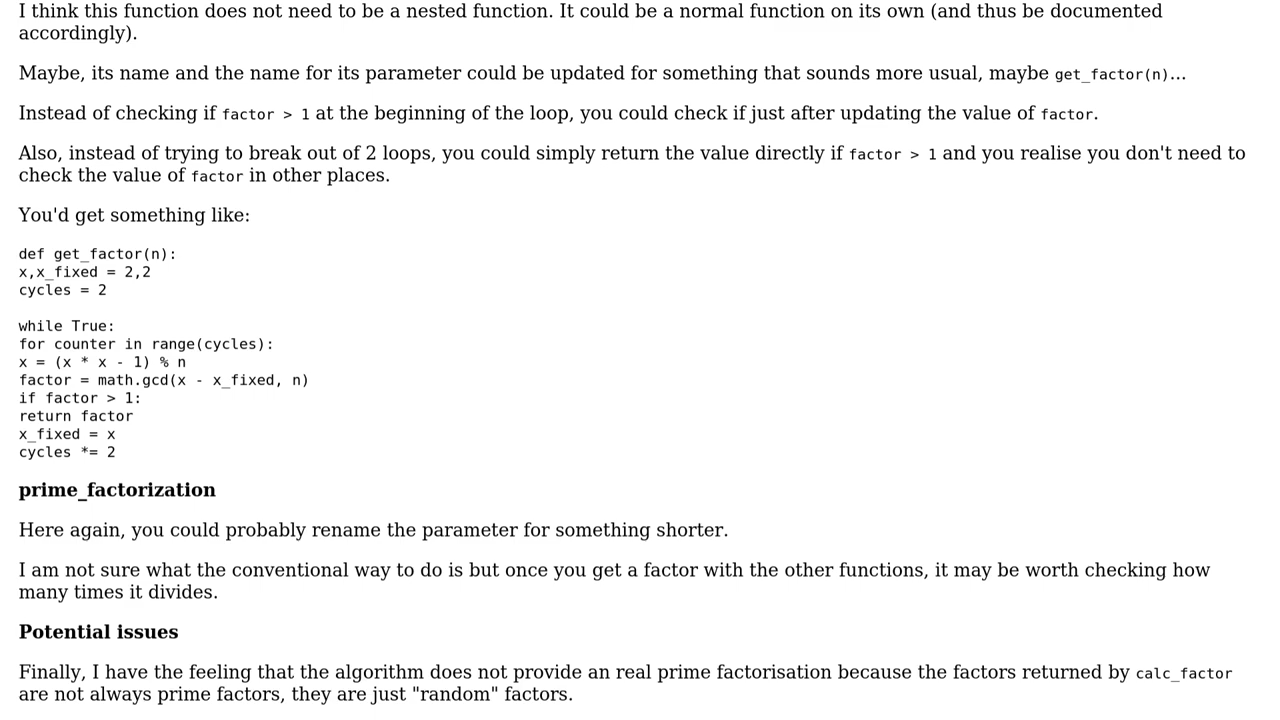 I think this function does not need to be a nested function. It could be a normal function on its own (and thus be documented
accordingly).
Maybe, its name and the name for its parameter could be updated for something that sounds more usual, maybe get_factor(n)...
Instead of checking if factor > 1 at the beginning of the loop, you could check if just after updating the value of factor.
Also, instead of trying to break out of 2 loops, you could simply return the value directly if factor > 1 and you realise you don't need to
check the value of factor in other places.
You'd get something like:
def get_factor(n):
x,x_fixed = 2,2
cycles = 2
while True:
for counter in range(cycles):
x = (x * x - 1) % n
factor = math.gcd(x - x_fixed, n)
if factor > 1:
return factor
x_fixed = x
cycles *= 2
prime_factorization
Here again, you could probably rename the parameter for something shorter.
I am not sure what the conventional way to do is but once you get a factor with the other functions, it may be worth checking how
many times it divides.
Potential issues
Finally, I have the feeling that the algorithm does not provide an real prime factorisation because the factors returned by calc_factor
are not always prime factors, they are just "random" factors.